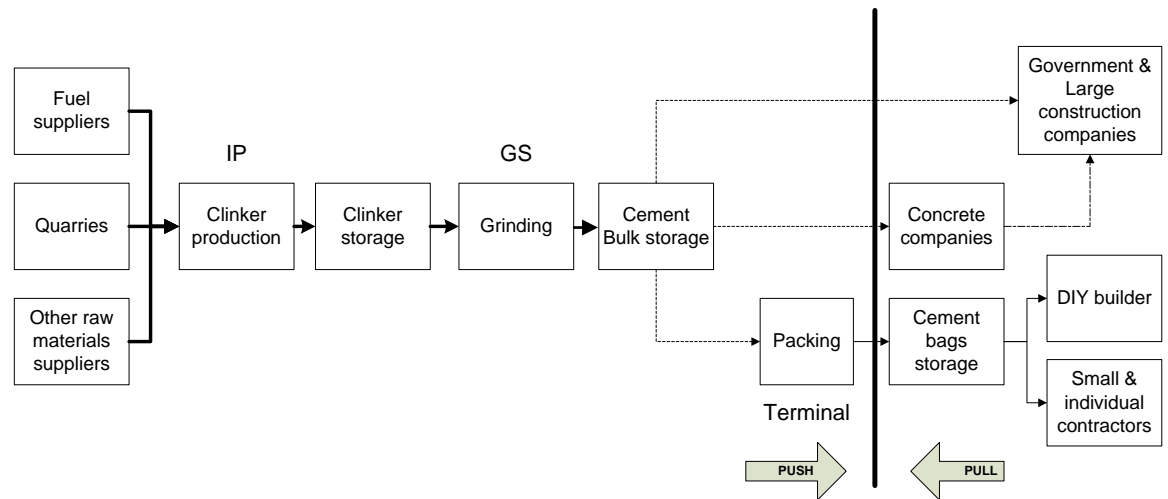 Fuel
suppliers
Quarries
Other raw
materials
suppliers
IP
Clinker
production
Clinker
storage
GS
Grinding
Cement
Bulk storage
Packing
Terminal
PUSH
Government &
Large
construction
companies
Concrete
companies
Cement
bags
storage
DIY builder
Small &
individual
contractors
PULL